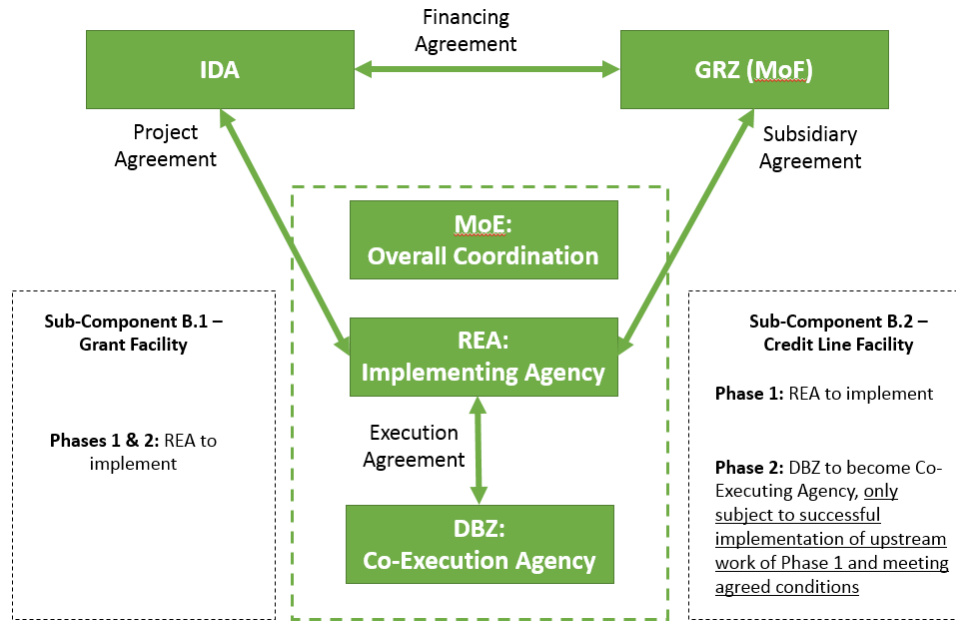 Financing
Agreement
IDA
GRZ (MoF)
Project
Agreement
Subsidiary
Agreement
MoE:
Overall Coordination
Sub-Component B.1 –
Grant Facility
Phases 1 & 2: REA to
implement
REA:
Implementing Agency
Execution
Agreement
DBZ:
Co-Execution Agency
Sub-Component B.2 –
Credit Line Facility
Phase 1: REA to implement
Phase 2: DBZ to become Co-
Executing Agency, only
subject to successful
implementation of upstream
work of Phase 1 and meeting
agreed conditions